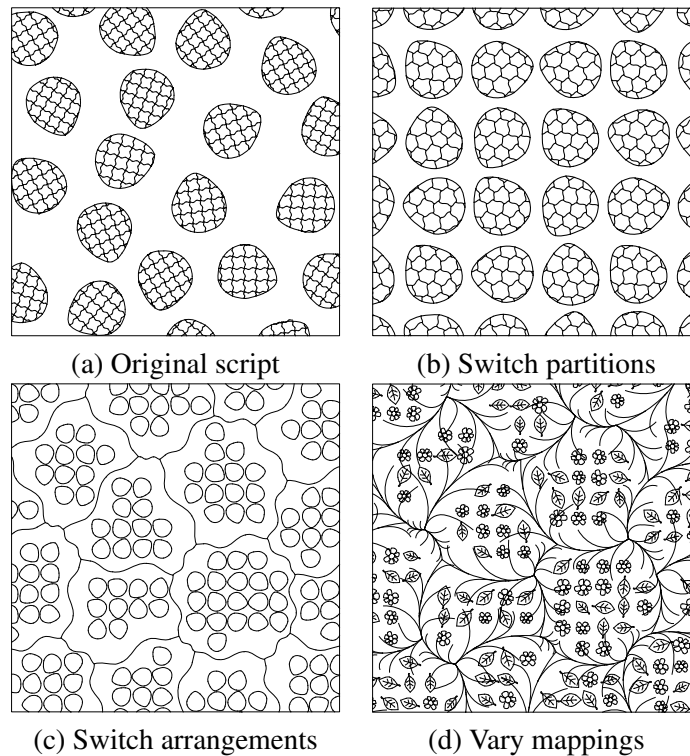 (a) Original script
(b) Switch partitions
(c) Switch arrangements
(d) Vary mappings